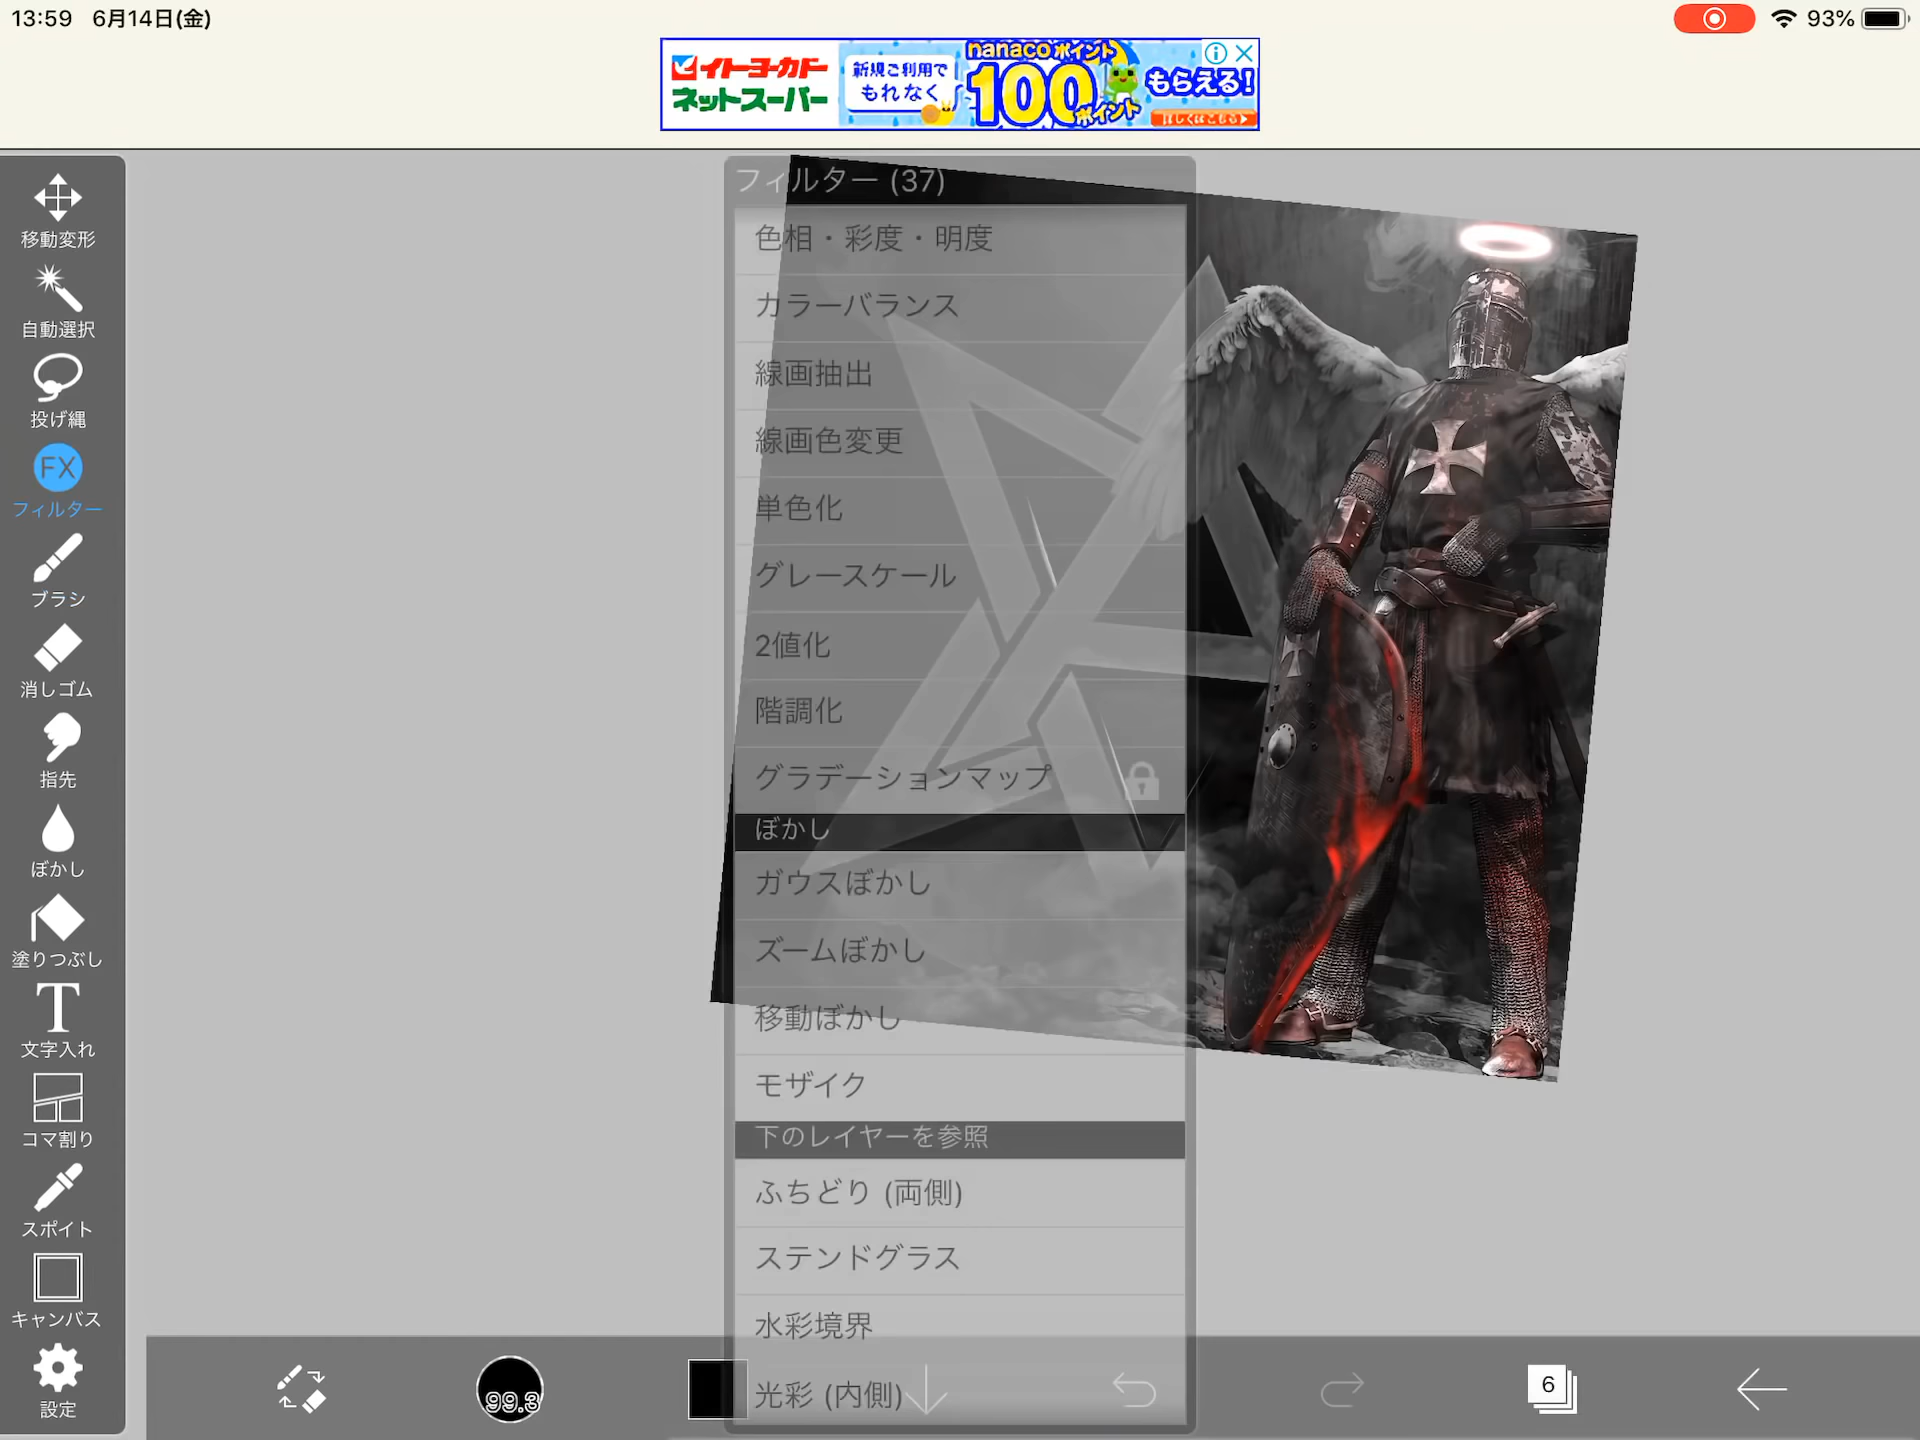 13:59 6月14日(金)
93%
イトーヨーカドー
ネットスーパー
新規ご利用で
もれなく
nanacoポイント
100
ポイント
もらえる!
詳しくはこちら
移動変形
自動選択
投げ縄
FX
フィルター
ブラシ
消しゴム
指先
ぼかし
塗りつぶし
T
文字入れ
コマ割り
スポイト
キャンバス
設定
フィルター (37)
色相・彩度・明度
カラーバランス
線画抽出
線画色変更
単色化
グレースケール
2値化
階調化
グラデーションマップ
ぼかし
ガウスぼかし
ズームぼかし
移動ぼかし
モザイク
下のレイヤーを参照
ふちどり (両側)
ステンドグラス
水彩境界
光彩 (内側)
99.3
6